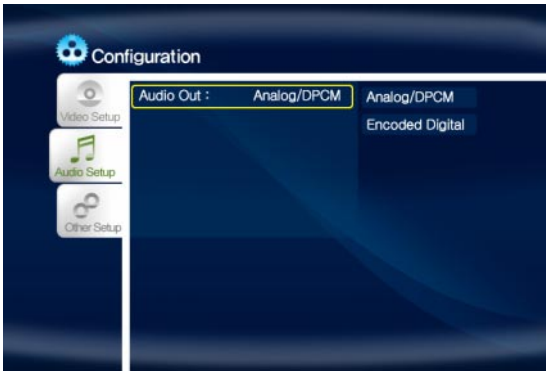 Configuration
Video Setup
Audio Out : Analog/DPCM
Analog/DPCM
Encoded Digital
Audio Setup
Other Setup